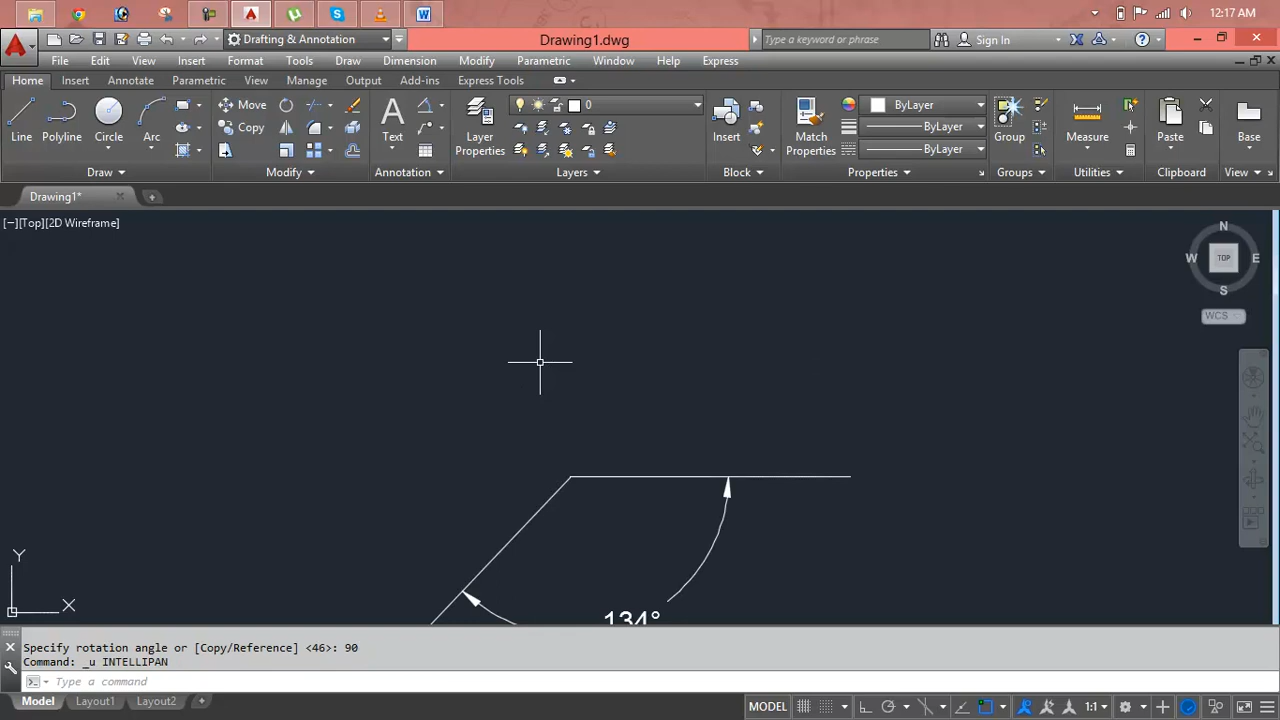 12:17 AM
Drafting & Annotation
Drawing1.dwg
Type a keyword or phrase
Sign In
File Edit View Insert Format Tools Draw Dimension Modify Parametric Window Help Express
Home Insert Annotate Parametric View Manage Output Add-ins Express Tools
Line Polyline Circle Arc
Move
Copy
Text
Layer Properties
0
Insert
Match Properties
ByLayer
ByLayer
ByLayer
Group
Measure
Paste
Base
Draw Modify Annotation Layers Block Properties Groups Utilities Clipboard View
Drawing1*
[−][Top][2D Wireframe]
N
W TOP E
S
WCS
134°
Y
X
Specify rotation angle or [Copy/Reference] <46>: 90
Command: _u INTELLIPAN
Type a command
Model Layout1 Layout2
MODEL 1:1